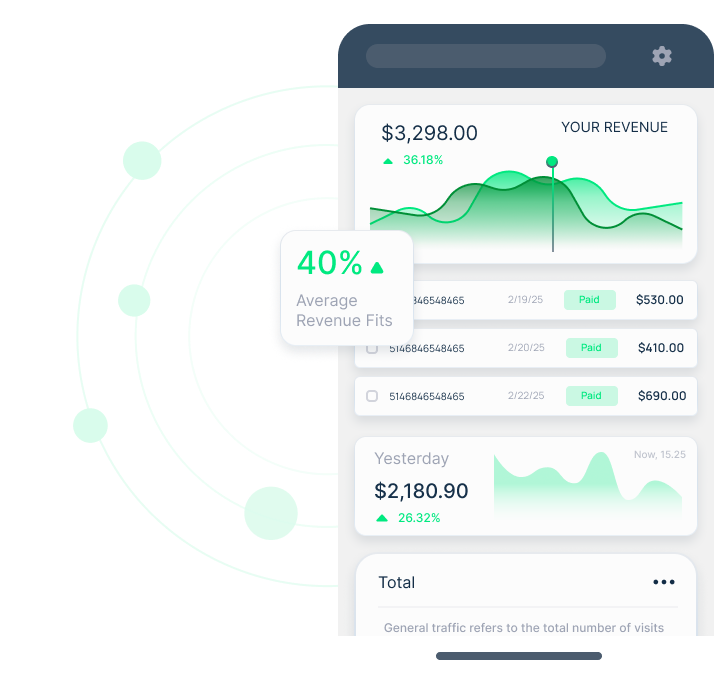 $3,298.00
YOUR REVENUE
36.18%
40%
Average
Revenue Fits
846548465 2/19/25 Paid $530.00
5146846548465 2/20/25 Paid $410.00
5146846548465 2/22/25 Paid $690.00
Yesterday
Now, 15.25
$2,180.90
26.32%
Total
General traffic refers to the total number of visits